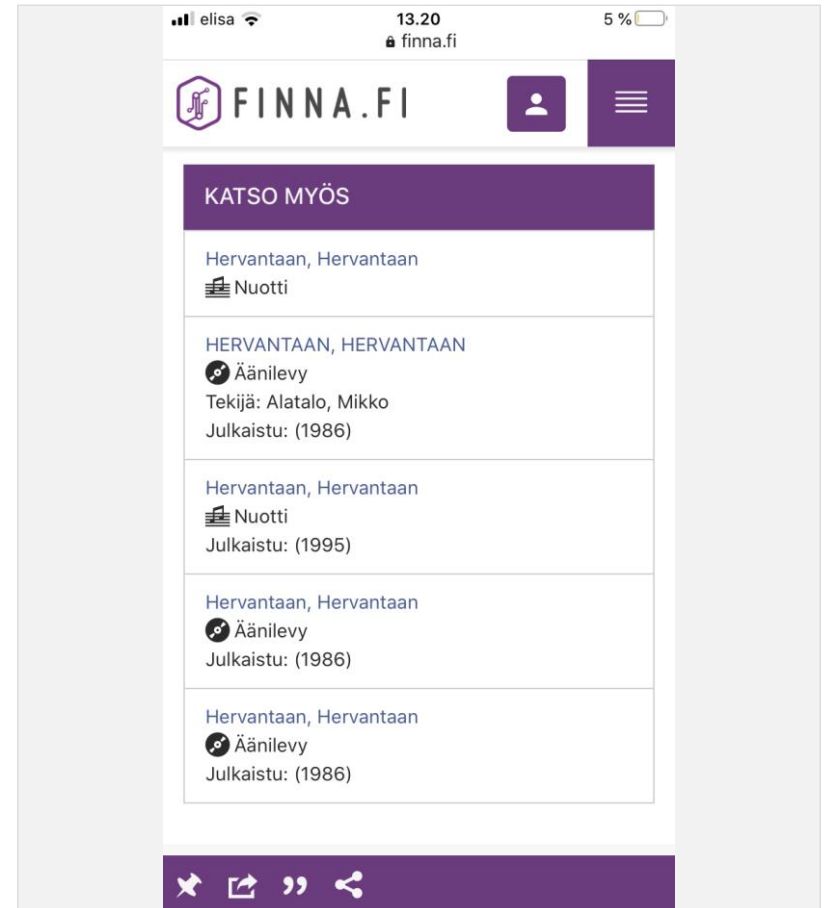 elisa 13.20 5 %
finna.fi
FINNA.FI
KATSO MYÖS
Hervantaan, Hervantaan
Nuotti
HERVANTAAN, HERVANTAAN
Äänilevy
Tekijä: Alatalo, Mikko
Julkaistu: (1986)
Hervantaan, Hervantaan
Nuotti
Julkaistu: (1995)
Hervantaan, Hervantaan
Äänilevy
Julkaistu: (1986)
Hervantaan, Hervantaan
Äänilevy
Julkaistu: (1986)